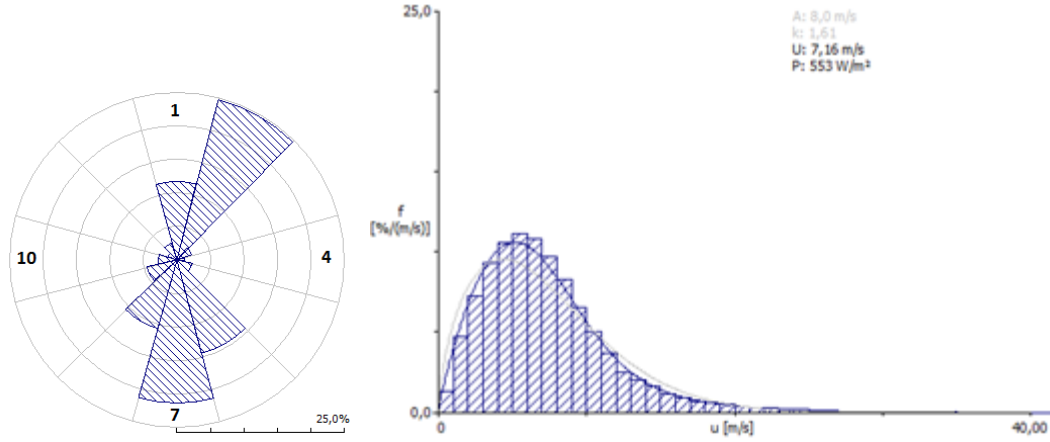 1
10
4
7
25,0%
25,0
A: 8,0 m/s
k: 1,61
U: 7,16 m/s
P: 553 W/m²
f
[%/(m/s)]
0,0
0
u [m/s]
40,00